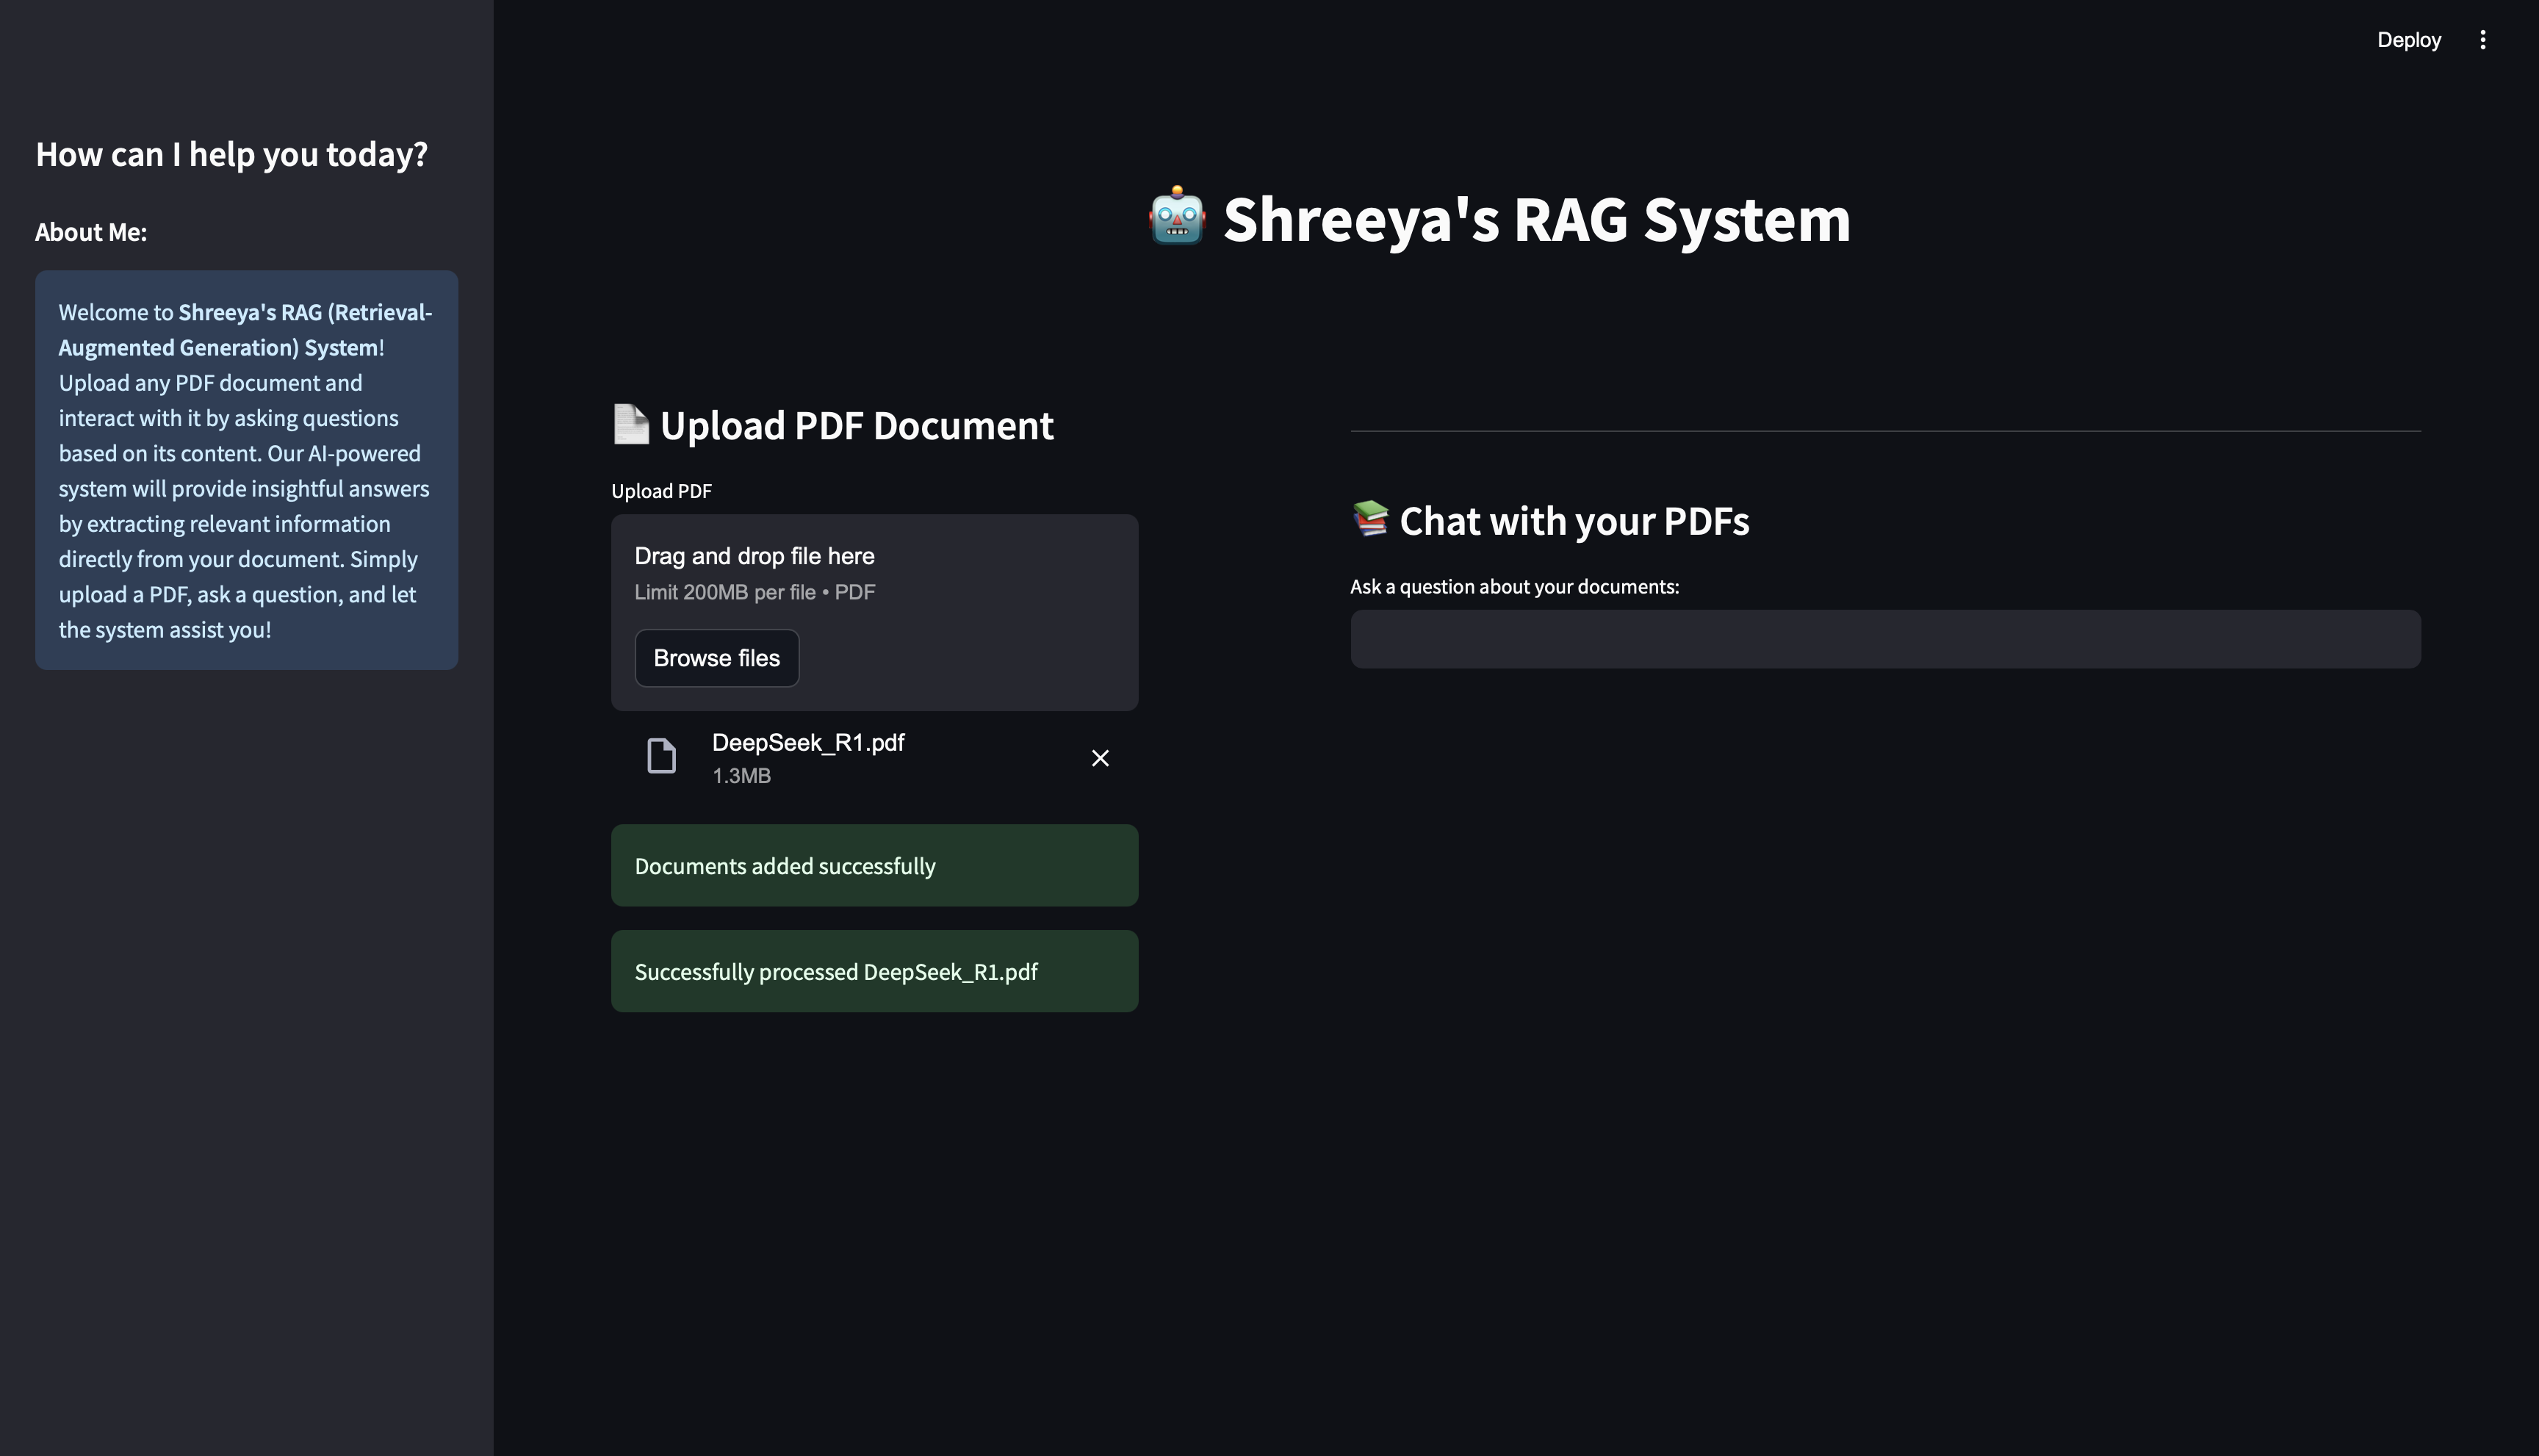 Deploy
How can I help you today?
About Me:
Welcome to Shreeya's RAG (Retrieval-
Augmented Generation) System!
Upload any PDF document and
interact with it by asking questions
based on its content. Our AI-powered
system will provide insightful answers
by extracting relevant information
directly from your document. Simply
upload a PDF, ask a question, and let
the system assist you!
🤖 Shreeya's RAG System
📄 Upload PDF Document
Upload PDF
Drag and drop file here
Limit 200MB per file • PDF
Browse files
DeepSeek_R1.pdf
1.3MB
Documents added successfully
Successfully processed DeepSeek_R1.pdf
📚 Chat with your PDFs
Ask a question about your documents: